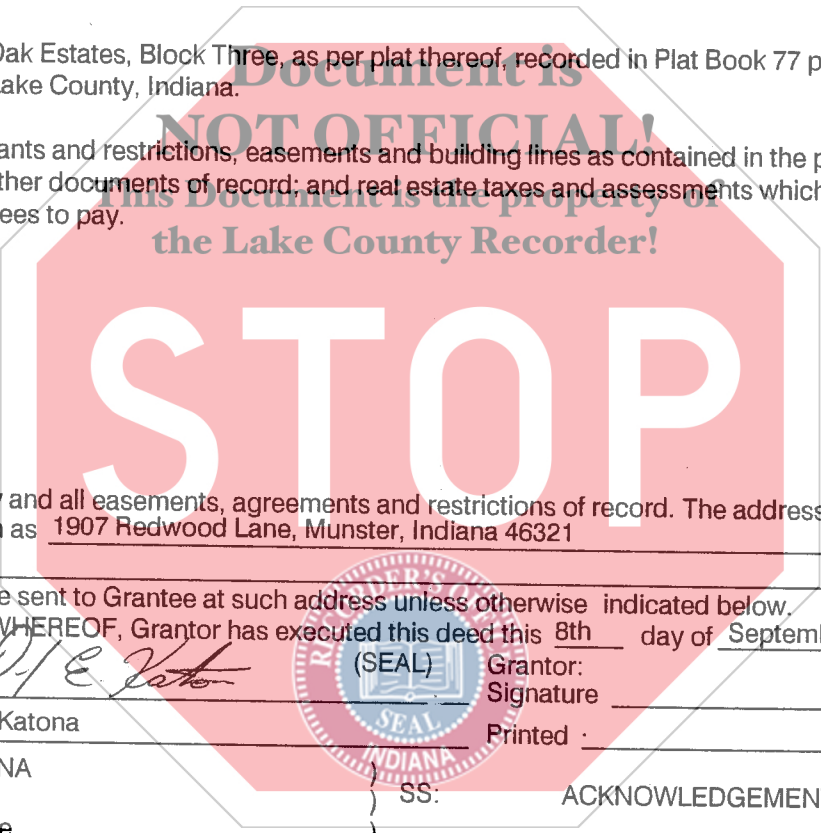 Oak Estates, Block Three, as per plat thereof, recorded in Plat Book 77 p
Lake County, Indiana.
Document is
NOT OFFICIAL!
ants and restrictions, easements and building lines as contained in the p
ther documents of record; and real estate taxes and assessments which
This Document is the property of
ees to pay.
the Lake County Recorder!
STOP
y and all easements, agreements and restrictions of record. The address
n as 1907 Redwood Lane, Munster, Indiana 46321
e sent to Grantee at such address unless otherwise indicated below.
WHEREOF, Grantor has executed this deed this 8th day of Septem
E. Katona (SEAL) Grantor:
Signature
Katona Printed
NA
SS: ACKNOWLEDGEMEN
e
RECORDER'S OFFICE
SEAL
INDIANA